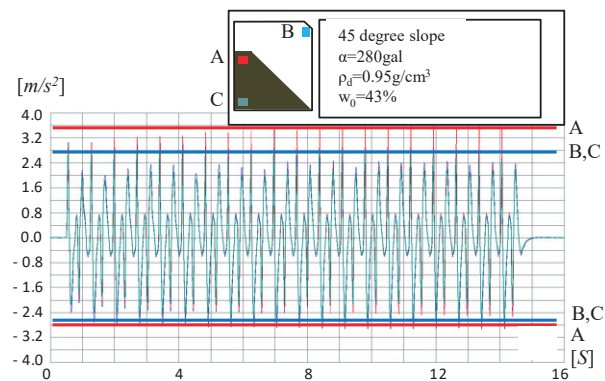 B
A
C
45 degree slope
α=280gal
ρd=0.95g/cm³
w₀=43%
[m/s²]
4.0
3.2
2.4
1.6
0.8
0.0
- 0.8
- 1.6
- 2.4
- 3.2
- 4.0
A
B,C
B,C
A
[S]
0 4 8 12 16